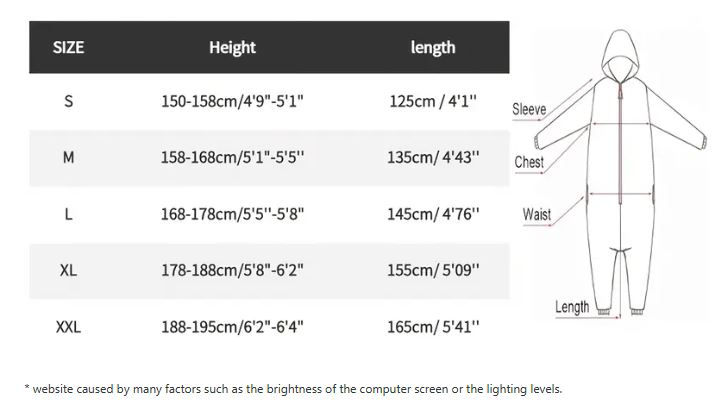 SIZE Height length
S 150-158cm/4'9"-5'1" 125cm / 4'1''
M 158-168cm/5'1"-5'5'' 135cm/ 4'43''
L 168-178cm/5'5''-5'8" 145cm/ 4'76''
XL 178-188cm/5'8"-6'2" 155cm/ 5'09''
XXL 188-195cm/6'2"-6'4" 165cm/ 5'41''
Sleeve
Chest
Waist
Length
* website caused by many factors such as the brightness of the computer screen or the lighting levels.